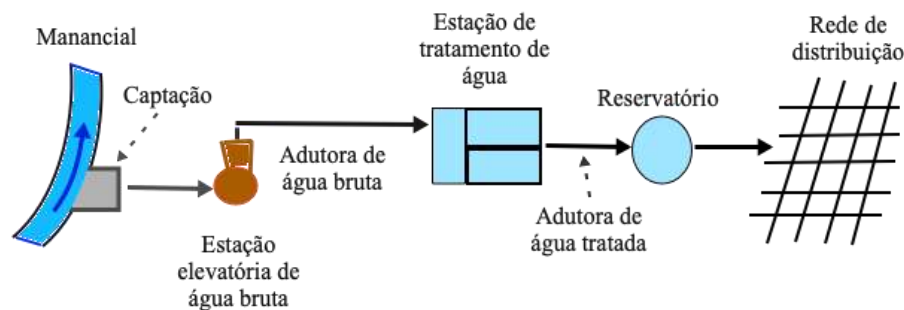 Manancial
Captação
Estação
elevatória de
água bruta
Adutora de
água bruta
Estação de
tratamento de
água
Adutora de
água tratada
Reservatório
Rede de
distribuição